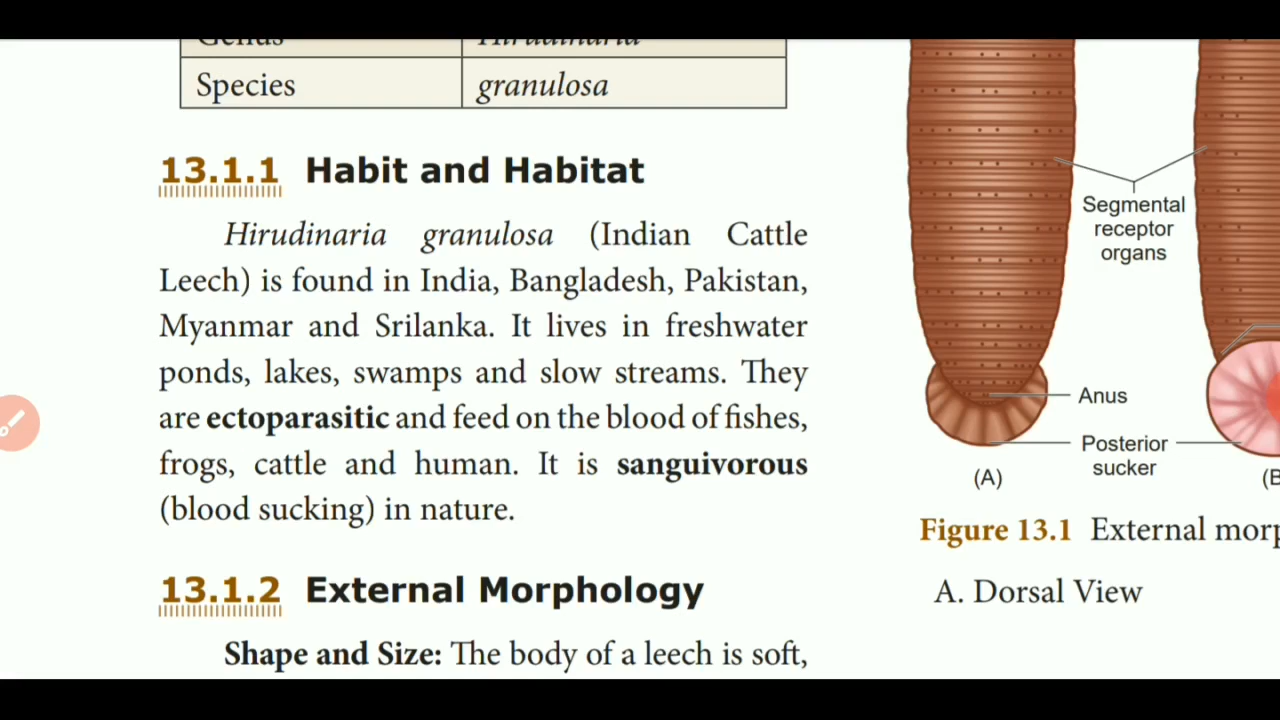 Genus Hirudinaria
Species granulosa
13.1.1 Habit and Habitat
Hirudinaria granulosa (Indian Cattle
Leech) is found in India, Bangladesh, Pakistan,
Myanmar and Srilanka. It lives in freshwater
ponds, lakes, swamps and slow streams. They
are ectoparasitic and feed on the blood of fishes,
frogs, cattle and human. It is sanguivorous
(blood sucking) in nature.
13.1.2 External Morphology
Shape and Size: The body of a leech is soft,
Segmental
receptor
organs
Anus
Posterior
sucker
(A)
(B
Figure 13.1 External morp
A. Dorsal View